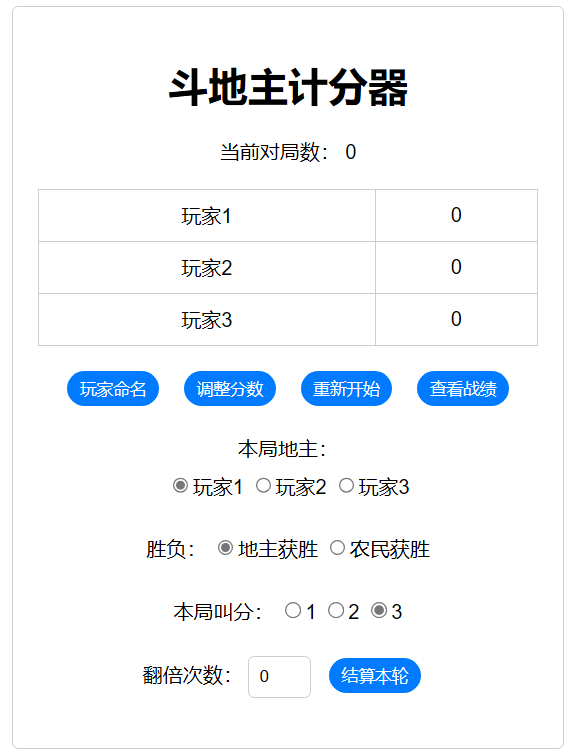 斗地主计分器
当前对局数： 0
玩家1 0
玩家2 0
玩家3 0
玩家命名 调整分数 重新开始 查看战绩
本局地主：
玩家1 玩家2 玩家3
胜负： 地主获胜 农民获胜
本局叫分： 1 2 3
翻倍次数： 0 结算本轮